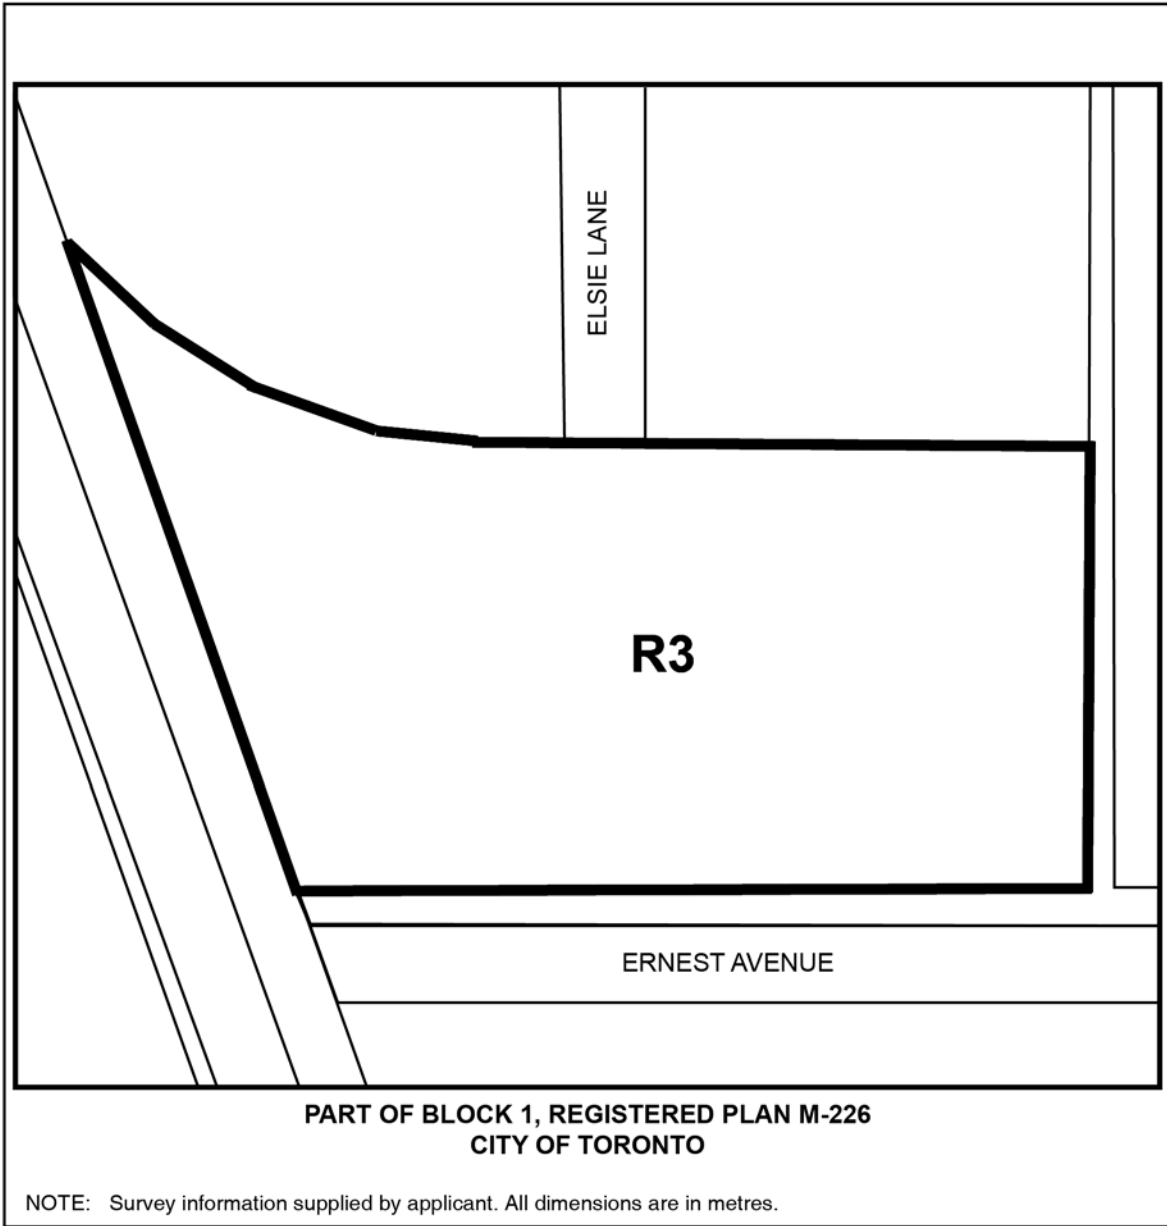 ELSIE LANE
R3
ERNEST AVENUE
PART OF BLOCK 1, REGISTERED PLAN M-226
CITY OF TORONTO
NOTE: Survey information supplied by applicant. All dimensions are in metres.